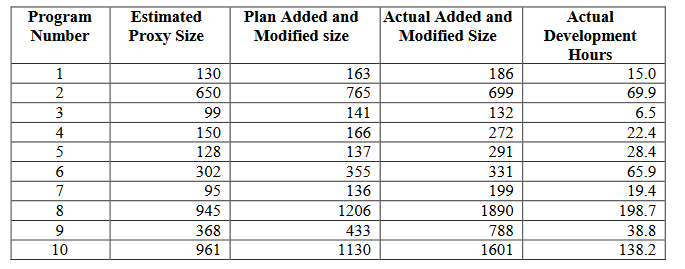 Program Number Estimated Proxy Size Plan Added and Modified size Actual Added and Modified Size Actual Development Hours
1 130 163 186 15.0
2 650 765 699 69.9
3 99 141 132 6.5
4 150 166 272 22.4
5 128 137 291 28.4
6 302 355 331 65.9
7 95 136 199 19.4
8 945 1206 1890 198.7
9 368 433 788 38.8
10 961 1130 1601 138.2